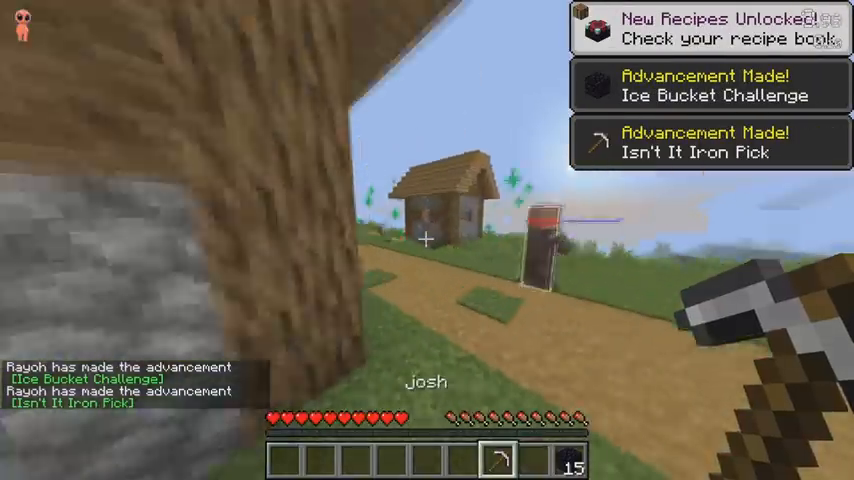 New Recipes Unlocked!
Check your recipe book
Advancement Made!
Ice Bucket Challenge
Advancement Made!
Isn't It Iron Pick
Rayoh has made the advancement
[Ice Bucket Challenge]
Rayoh has made the advancement
[Isn't It Iron Pick]
josh
15